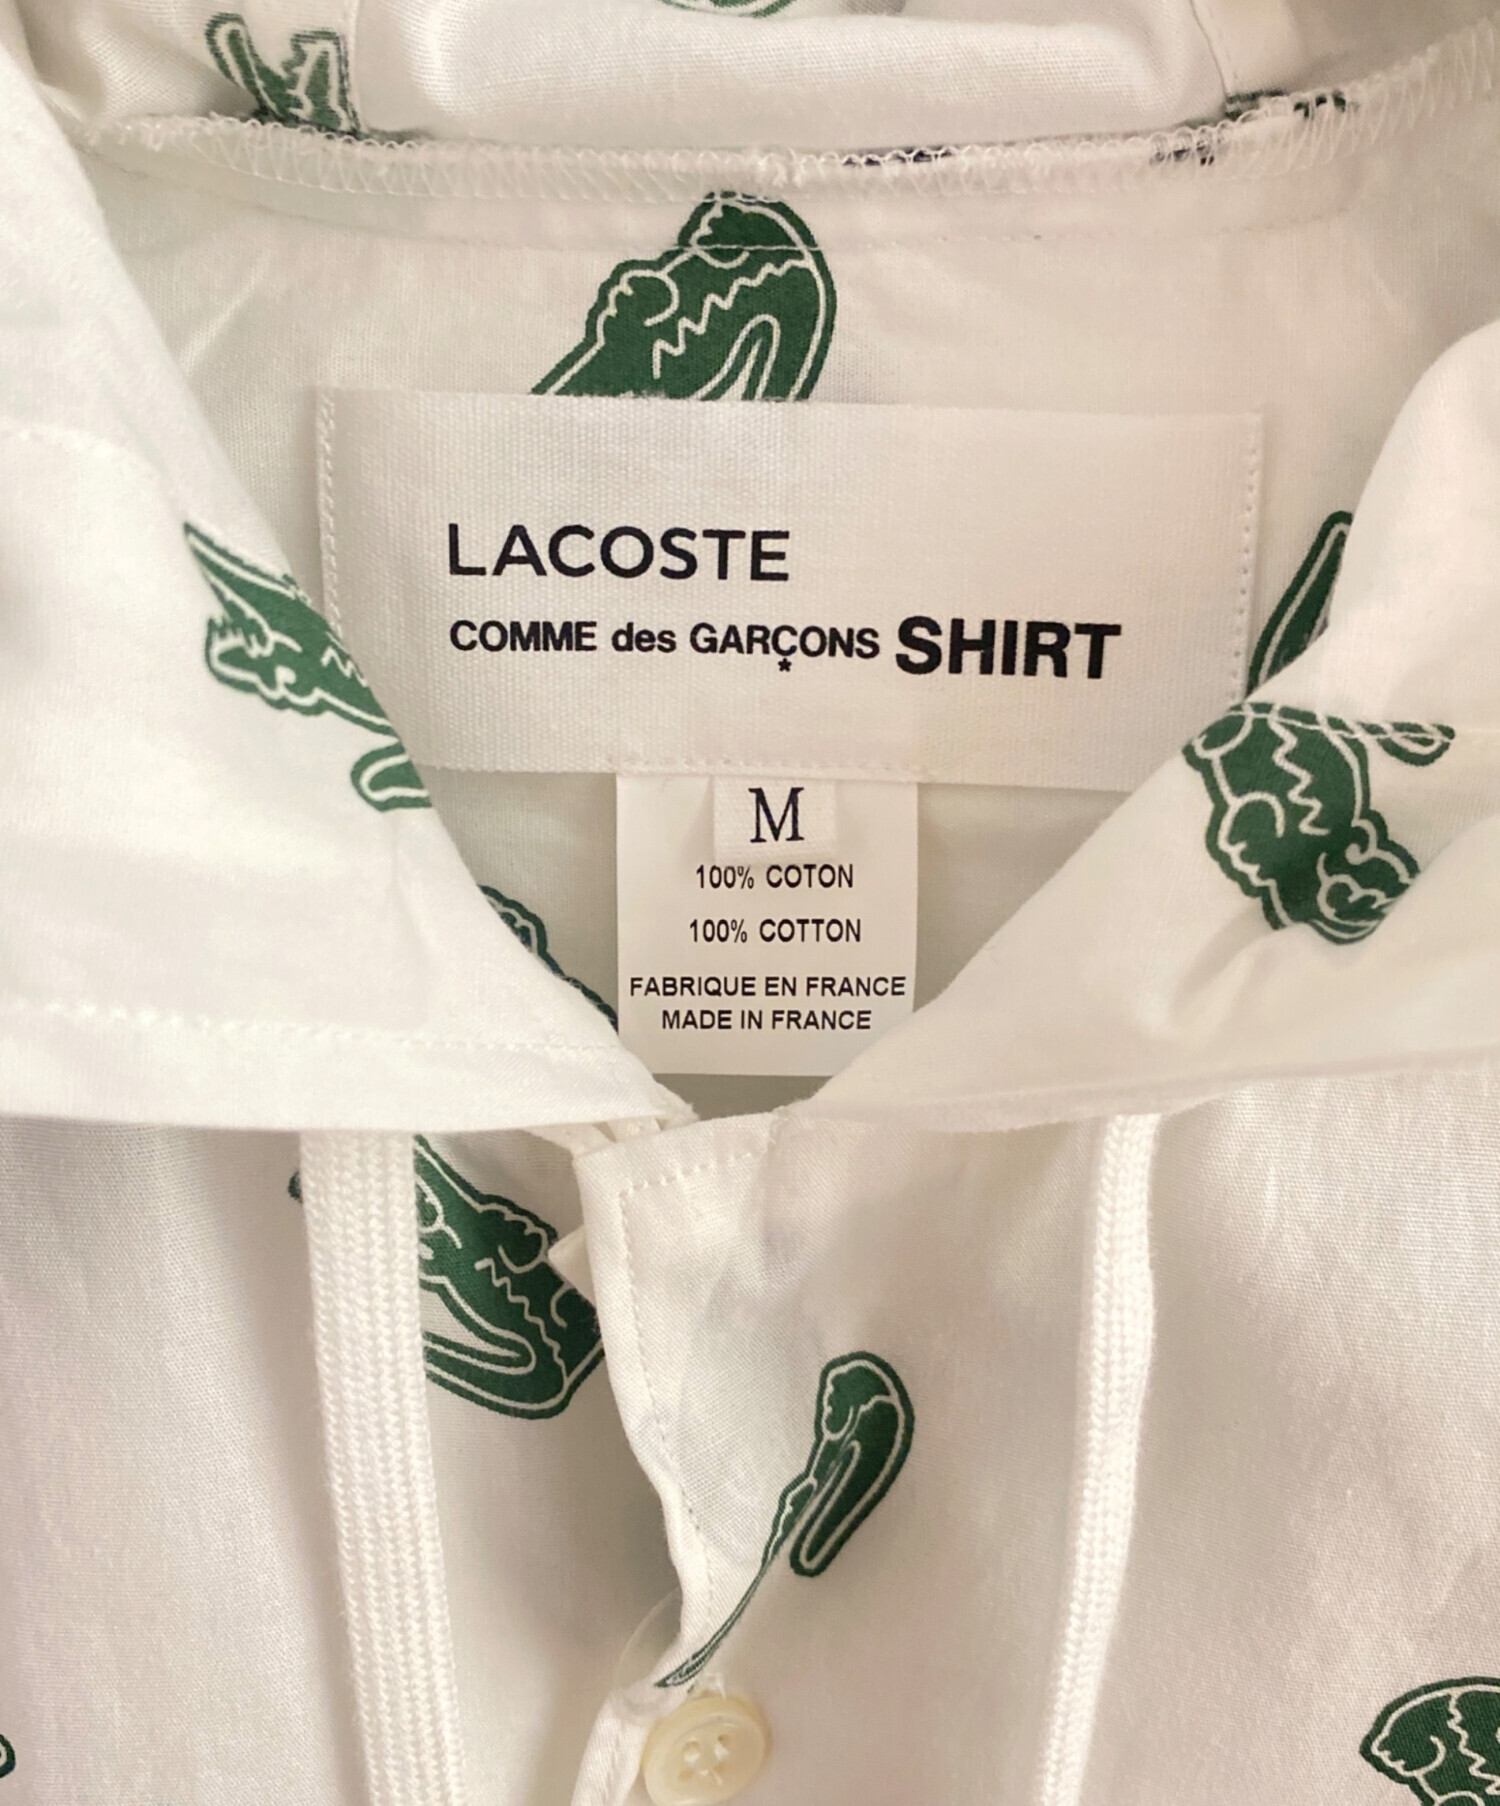 LACOSTE
COMME des GARÇONS SHIRT
*
M
100% COTON
100% COTTON
FABRIQUE EN FRANCE
MADE IN FRANCE